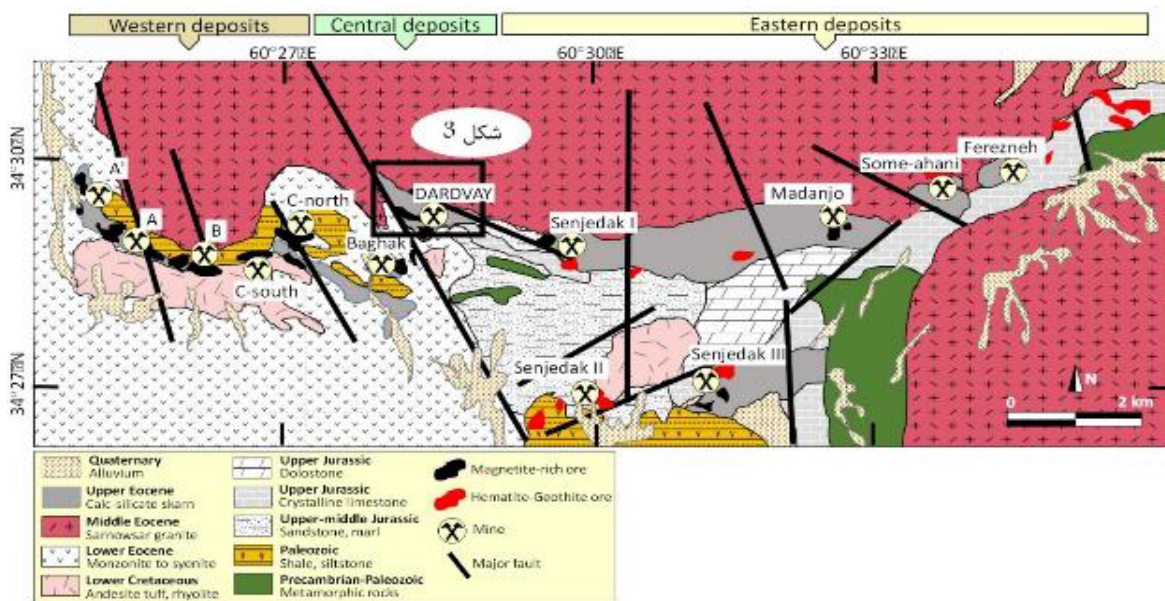 Western deposits
Central deposits
Eastern deposits
60°27▯E
60°30▯E
60°33▯E
34°30▯N
34°27▯N
شکل 3
A'
A
B
C-north
C-south
Baghak
DARDVAY
Senjedak I
Senjedak II
Senjedak III
Madanjo
Some-ahani
Ferezneh
N
0 2 km
Quaternary
Alluvium
Upper Eocene
Calc-silicate skarn
Middle Eocene
Sarnowsar granite
Lower Eocene
Monzonite to syenite
Lower Cretaceous
Andesite tuff, rhyolite
Upper Jurassic
Dolostone
Upper Jurassic
Crystalline limestone
Upper-middle Jurassic
Sandstone, marl
Paleozoic
Shale, siltstone
Precambrian-Paleozoic
Metamorphic rocks
Magnetite-rich ore
Hematite-Geothite ore
Mine
Major fault